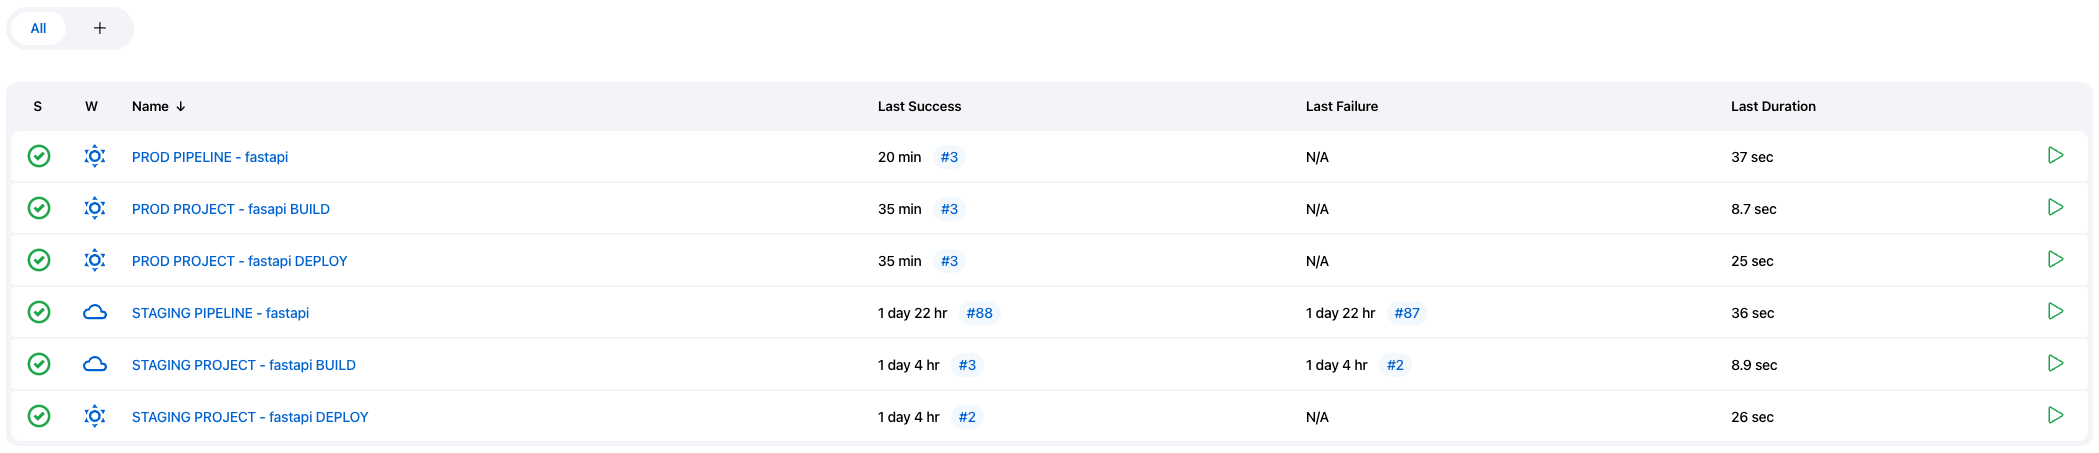 All +
S W Name ↓ Last Success Last Failure Last Duration
PROD PIPELINE - fastapi 20 min #3 N/A 37 sec
PROD PROJECT - fasapi BUILD 35 min #3 N/A 8.7 sec
PROD PROJECT - fastapi DEPLOY 35 min #3 N/A 25 sec
STAGING PIPELINE - fastapi 1 day 22 hr #88 1 day 22 hr #87 36 sec
STAGING PROJECT - fastapi BUILD 1 day 4 hr #3 1 day 4 hr #2 8.9 sec
STAGING PROJECT - fastapi DEPLOY 1 day 4 hr #2 N/A 26 sec